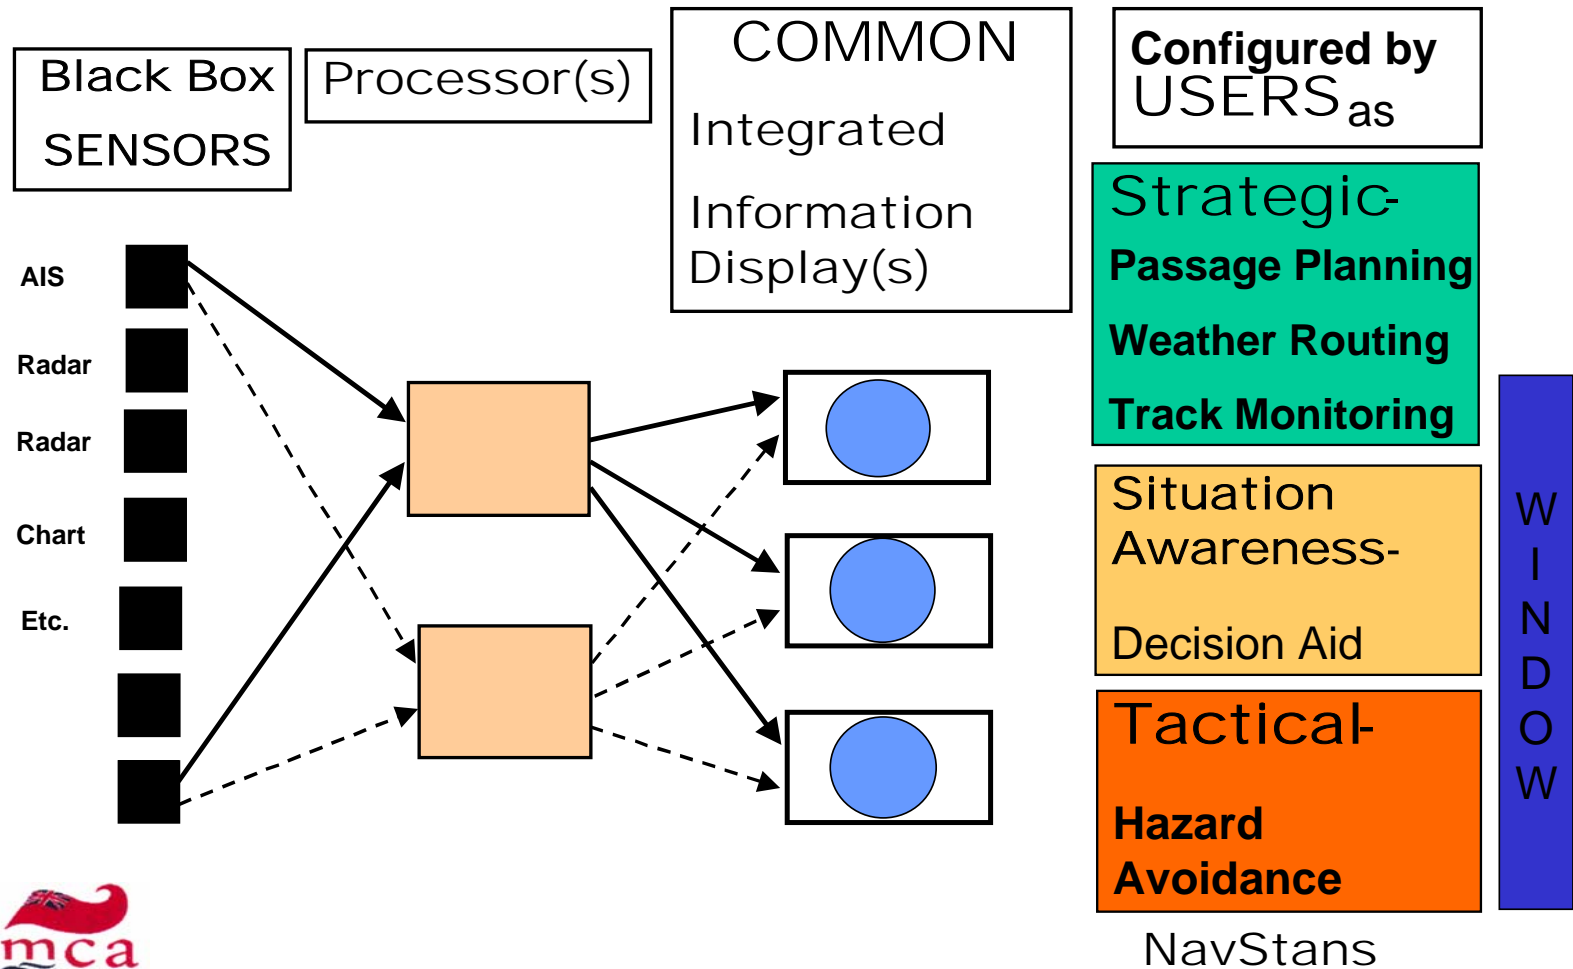 Black Box
SENSORS
Processor(s)
COMMON
Integrated
Information
Display(s)
Configured by
USERS as
AIS
Radar
Radar
Chart
Etc.
Strategic-
Passage Planning
Weather Routing
Track Monitoring
Situation
Awareness-
Decision Aid
Tactical-
Hazard
Avoidance
WINDOW
mca
NavStans